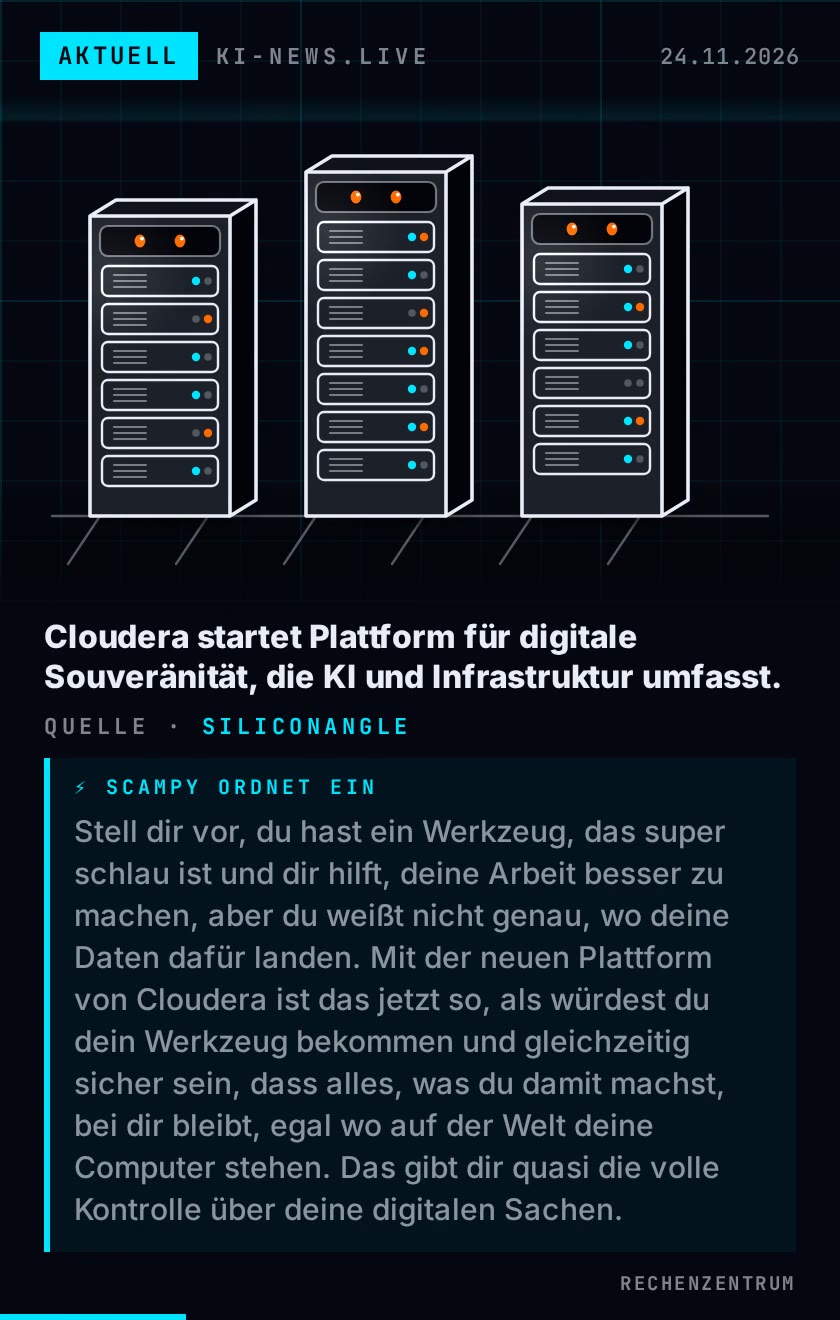 AKTUELL KI-NEWS.LIVE 24.11.2026
Cloudera startet Plattform für digitale
Souveränität, die KI und Infrastruktur umfasst.
QUELLE · SILICONANGLE
⚡ SCAMPY ORDNET EIN
Stell dir vor, du hast ein Werkzeug, das super
schlau ist und dir hilft, deine Arbeit besser zu
machen, aber du weißt nicht genau, wo deine
Daten dafür landen. Mit der neuen Plattform
von Cloudera ist das jetzt so, als würdest du
dein Werkzeug bekommen und gleichzeitig
sicher sein, dass alles, was du damit machst,
bei dir bleibt, egal wo auf der Welt deine
Computer stehen. Das gibt dir quasi die volle
Kontrolle über deine digitalen Sachen.
RECHENZENTRUM